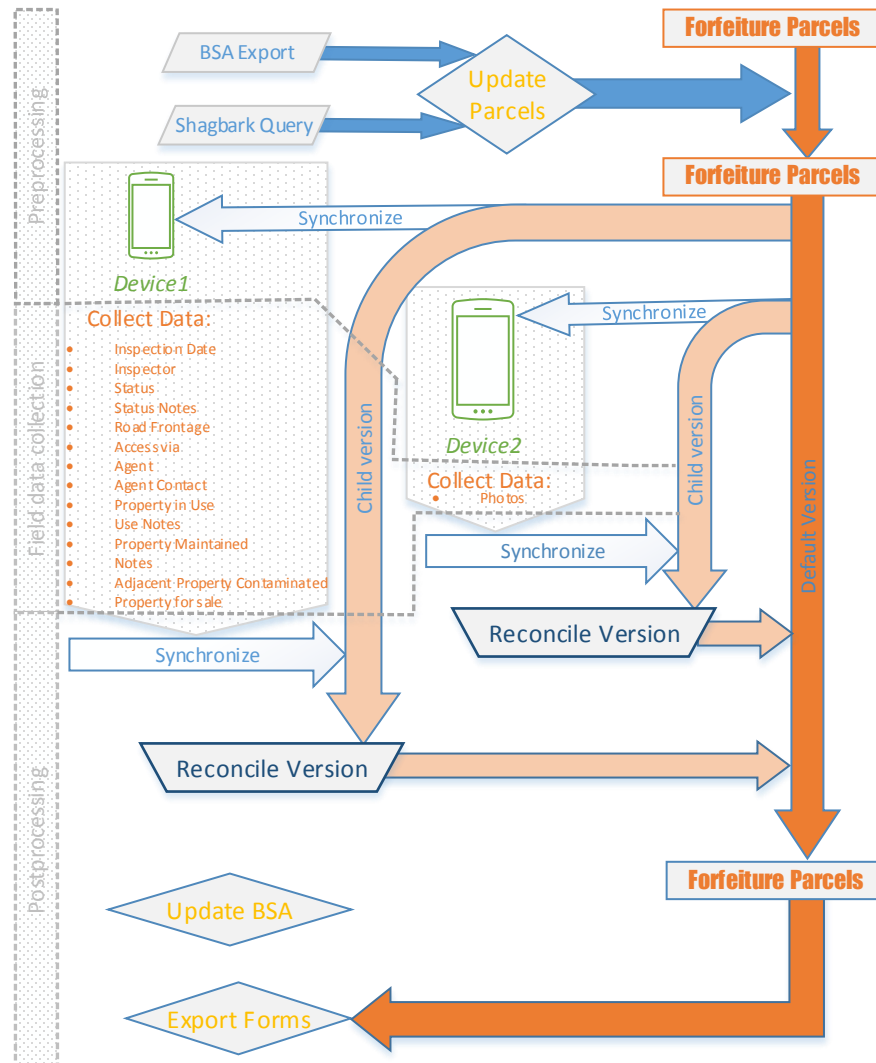 Forfeiture Parcels
BSA Export
Update
Parcels
Shagbark Query
Preprocessing
Forfeiture Parcels
Synchronize
Device1
Synchronize
Collect Data:
• Inspection Date
• Inspector
• Status
• Status Notes
• Road Frontage
• Access via
• Agent
• Agent Contact
• Property in Use
• Use Notes
• Property Maintained
• Notes
• Adjacent Property Contaminated
• Property for sale
Field data collection
Child version
Device2
Collect Data:
• Photos
Child version
Default Version
Synchronize
Reconcile Version
Synchronize
Reconcile Version
Postprocessing
Forfeiture Parcels
Update BSA
Export Forms